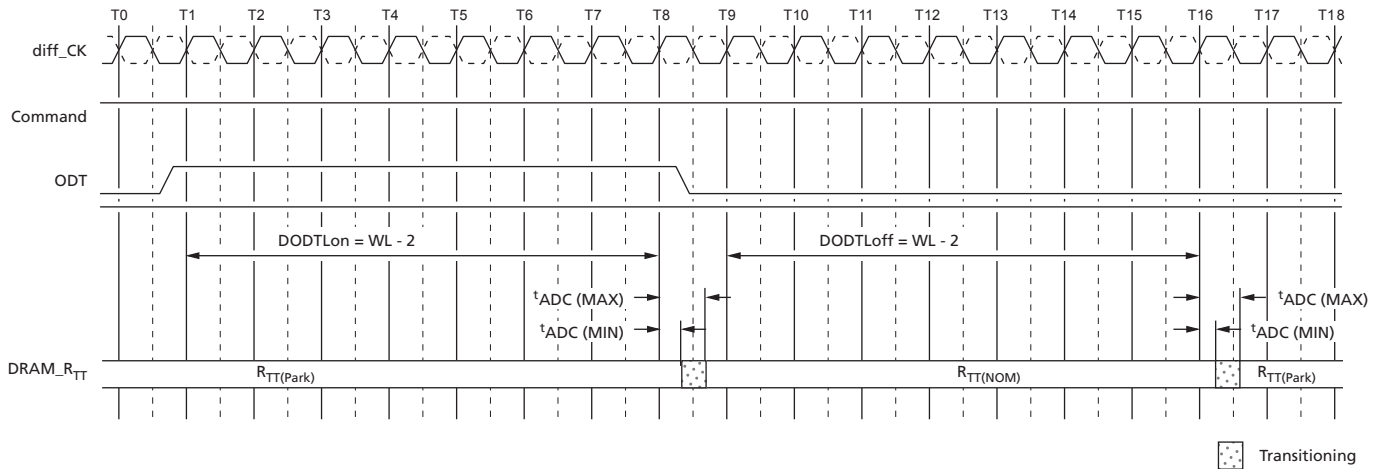 T0 T1 T2 T3 T4 T5 T6 T7 T8 T9 T10 T11 T12 T13 T14 T15 T16 T17 T18
diff_CK
Command
ODT
DODTLon = WL - 2 DODTLoff = WL - 2
tADC (MAX) tADC (MAX)
tADC (MIN) tADC (MIN)
DRAM_RTT RTT(Park) RTT(NOM) RTT(Park)
Transitioning